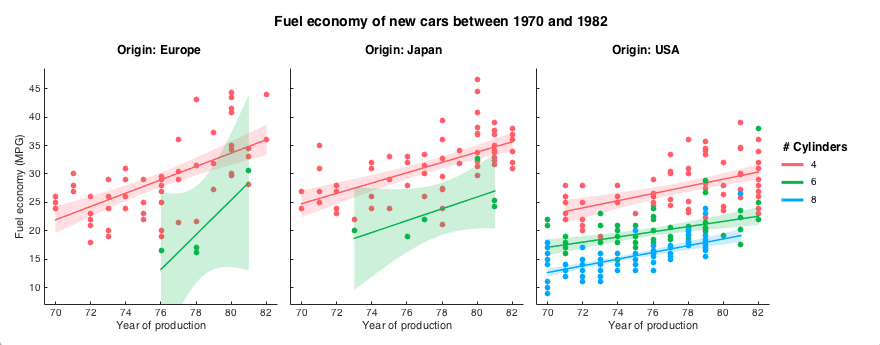 Fuel economy of new cars between 1970 and 1982
Origin: Europe
Origin: Japan
Origin: USA
Fuel economy (MPG)
45
40
35
30
25
20
15
10
70 72 74 76 78 80 82
70 72 74 76 78 80 82
70 72 74 76 78 80 82
Year of production
Year of production
Year of production
# Cylinders
4
6
8